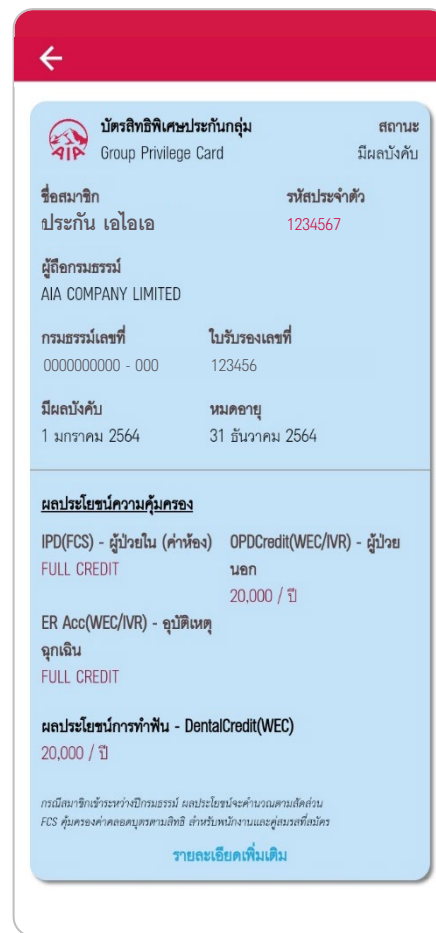 บัตรสิทธิพิเศษประกันกลุ่ม สถานะ
AIA Group Privilege Card มีผลบังคับ
ชื่อสมาชิก รหัสประจำตัว
ประกัน เอไอเอ 1234567
ผู้ถือกรมธรรม์
AIA COMPANY LIMITED
กรมธรรม์เลขที่ ใบรับรองเลขที่
0000000000 - 000 123456
มีผลบังคับ หมดอายุ
1 มกราคม 2564 31 ธันวาคม 2564
ผลประโยชน์ความคุ้มครอง
IPD(FCS) - ผู้ป่วยใน (ค่าห้อง) OPDCredit(WEC/IVR) - ผู้ป่วย
FULL CREDIT นอก
20,000 / ปี
ER Acc(WEC/IVR) - อุบัติเหตุ
ฉุกเฉิน
FULL CREDIT
ผลประโยชน์การทำฟัน - DentalCredit(WEC)
20,000 / ปี
กรณีสมาชิกเข้าระหว่างปีกรมธรรม์ ผลประโยชน์จะคำนวณตามสัดส่วน
FCS คุ้มครองค่าคลอดบุตรตามสิทธิ สำหรับพนักงานและคู่สมรสที่สมัคร
รายละเอียดเพิ่มเติม